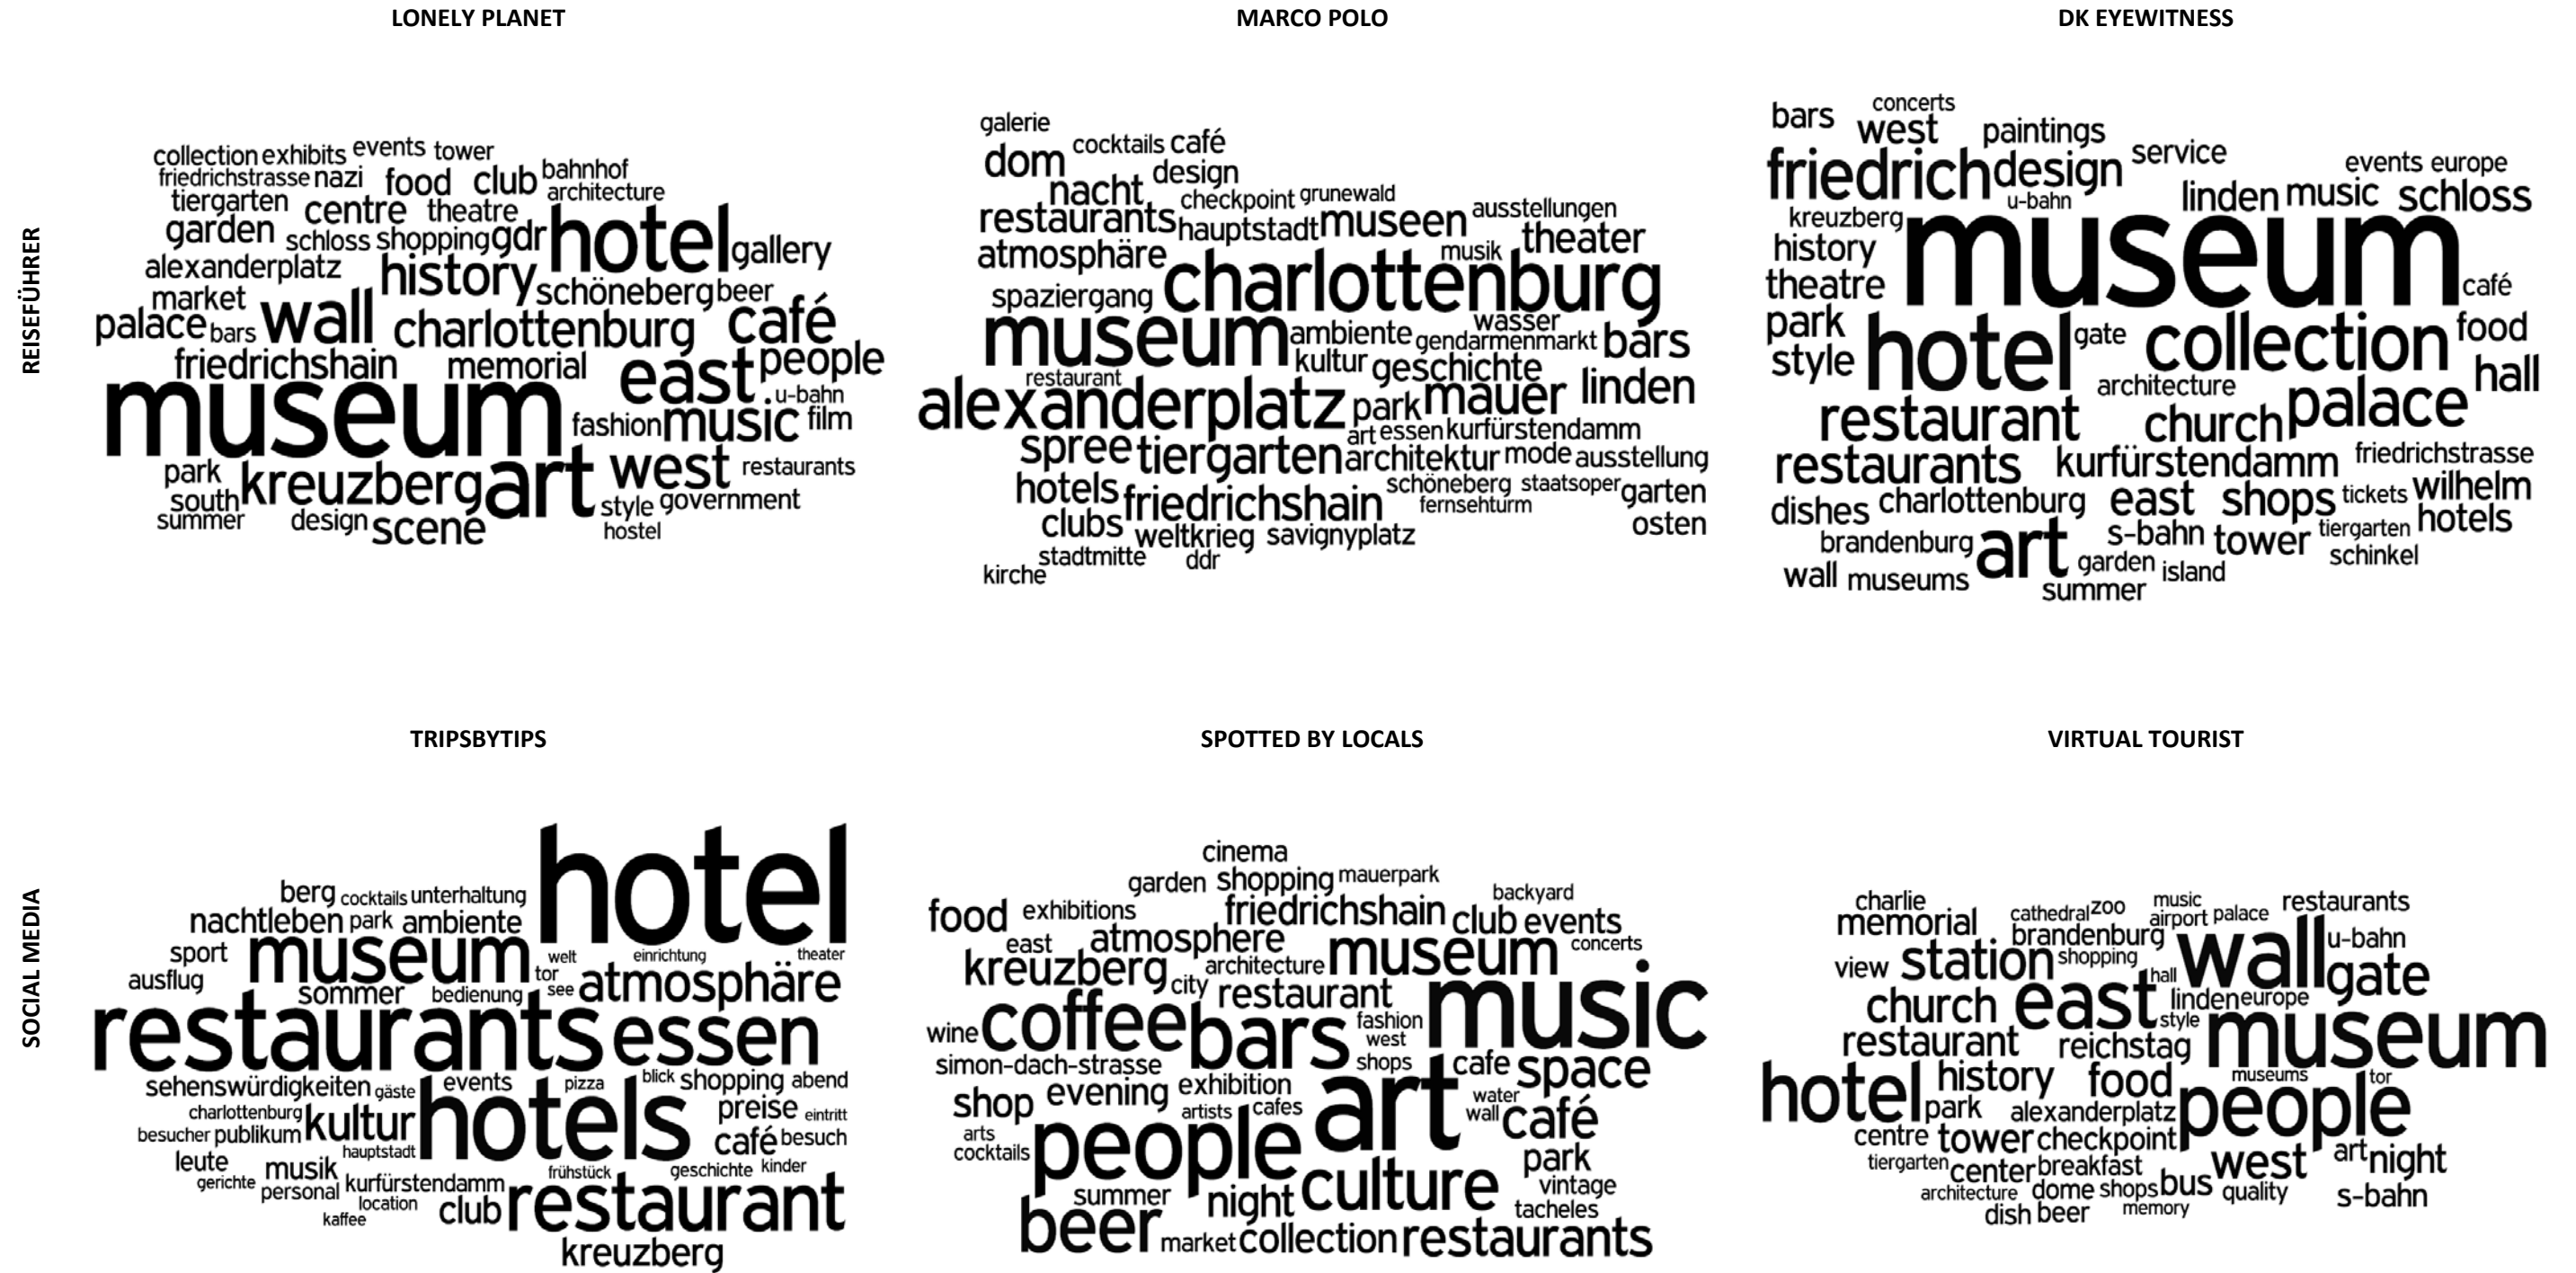 LONELY PLANET
MARCO POLO
DK EYEWITNESS
REISEFÜHRER
collection exhibits events tower
friedrichstrasse nazi food club bahnhof
tiergarten centre theatre architecture
garden schloss shopping gdr hotel gallery
alexanderplatz history schöneberg beer
market wall charlottenburg café
palace bars
friedrichshain memorial east people
museum u-bahn
fashion music film
park kreuzberg art west restaurants
south style government
summer design scene hostel
galerie
dom cocktails café
nacht design
checkpoint grunewald
restaurants hauptstadt museen ausstellungen
atmosphäre musik theater
spaziergang charlottenburg
museum ambiente wasser
gendarmenmarkt bars
kultur geschichte
restaurant
alexanderplatz park mauer linden
art essen kurfürstendamm
spree tiergarten architektur mode ausstellung
hotels friedrichshain schöneberg staatsoper garten
clubs fernsehturm osten
weltkrieg savignyplatz
stadtmitte ddr
kirche
bars concerts
west paintings service
friedrich design events europe
u-bahn linden music schloss
kreuzberg
history museum
theatre café
park hotel gate collection food
style architecture hall
restaurant church palace
restaurants kurfürstendamm friedrichstrasse
dishes charlottenburg east shops tickets wilhelm
brandenburg art s-bahn tower tiergarten hotels
wall museums garden island schinkel
summer
TRIPSBYTIPS
SPOTTED BY LOCALS
VIRTUAL TOURIST
SOCIAL MEDIA
berg cocktails unterhaltung hotel
nachtleben park ambiente
sport museum welt einrichtung theater
ausflug tor
sommer bedienung see atmosphäre
restaurants essen
sehenswürdigkeiten gäste events pizza blick shopping abend
charlottenburg kultur hotels preise eintritt
besucher publikum café besuch
hauptstadt
leute musik frühstück geschichte kinder
gerichte personal kurfürstendamm restaurant
location
kaffee club
kreuzberg
cinema
garden shopping mauerpark
backyard
food exhibitions friedrichshain club events
east atmosphere museum concerts
kreuzberg architecture
city restaurant music
wine coffee bars fashion
west
simon-dach-strasse shops cafe space
shop evening exhibition art water
artists cafes wall café
arts
cocktails people park
summer night culture vintage
beer tacheles
market collection restaurants
charlie music restaurants
memorial cathedral zoo airport palace
brandenburg wall u-bahn
view station shopping gate
hall
church east linden europe
style museum
restaurant reichstag
hotel history food museums tor
park alexanderplatz people
centre tower checkpoint
tiergarten center breakfast west art night
architecture dome shops bus quality s-bahn
dish beer memory